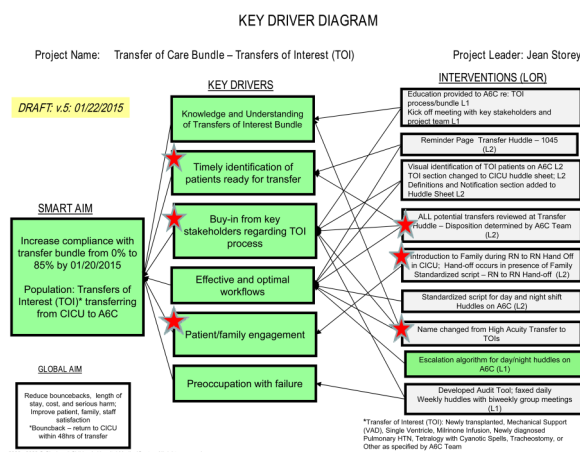 KEY DRIVER DIAGRAM
Project Name: Transfer of Care Bundle – Transfers of Interest (TOI)
Project Leader: Jean Storey
DRAFT: v.5: 01/22/2015
SMART AIM
Increase compliance with
transfer bundle from 0% to
85% by 01/20/2015
Population: Transfers of
Interest (TOI)* transferring
from CICU to A6C
GLOBAL AIM
Reduce bouncebacks, length of
stay, cost, and serious harm;
Improve patient, family, staff
satisfaction
*Bouncback – return to CICU
within 48hrs of transfer
KEY DRIVERS
Knowledge and Understanding
of Transfers of Interest Bundle
Timely identification of
patients ready for transfer
Buy-in from key
stakeholders regarding TOI
process
Effective and optimal
workflows
Patient/family engagement
Preoccupation with failure
INTERVENTIONS (LOR)
Education provided to A6C re: TOI
process/bundle L1
Kick off meeting with key stakeholders and
project team L1
Reminder Page Transfer Huddle – 1045
(L2)
Visual identification of TOI patients on A6C L2
TOI section changed to CICU huddle sheet; L2
Definitions and Notification section added to
Huddle Sheet L2
ALL potential transfers reviewed at Transfer
Huddle – Disposition determined by A6C
Team (L2)
Introduction to Family during RN to RN Hand Off
in CICU; Hand-off occurs in presence of Family
Standardized script – RN to RN Hand-off (L2)
Standardized script for day and night shift
Huddles on A6C (L2)
Name changed from High Acuity Transfer to
TOIs
Escalation algorithm for day/night huddles on
A6C (L1)
Developed Audit Tool; faxed daily
Weekly huddles with biweekly group meetings
(L1)
*Transfer of Interest (TOI): Newly transplanted, Mechanical Support
(VAD), Single Ventricle, Milrinone Infusion, Newly diagnosed
Pulmonary HTN, Tetralogy with Cyanotic Spells, Tracheostomy, or
Other as specified by A6C Team